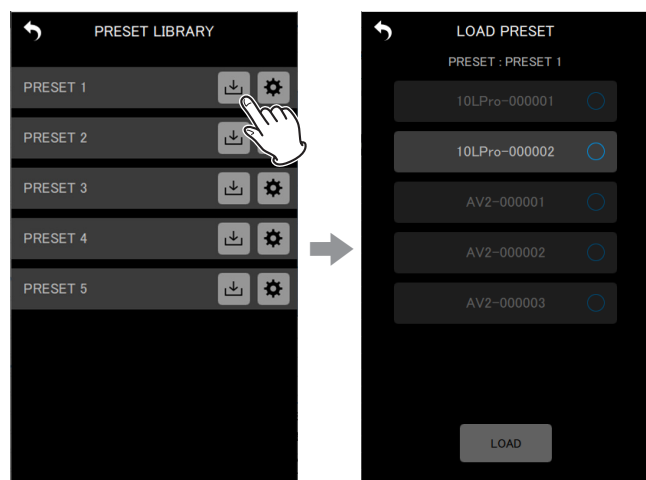 PRESET LIBRARY
PRESET 1
PRESET 2
PRESET 3
PRESET 4
PRESET 5
LOAD PRESET
PRESET : PRESET 1
10LPro-000001
10LPro-000002
AV2-000001
AV2-000002
AV2-000003
LOAD